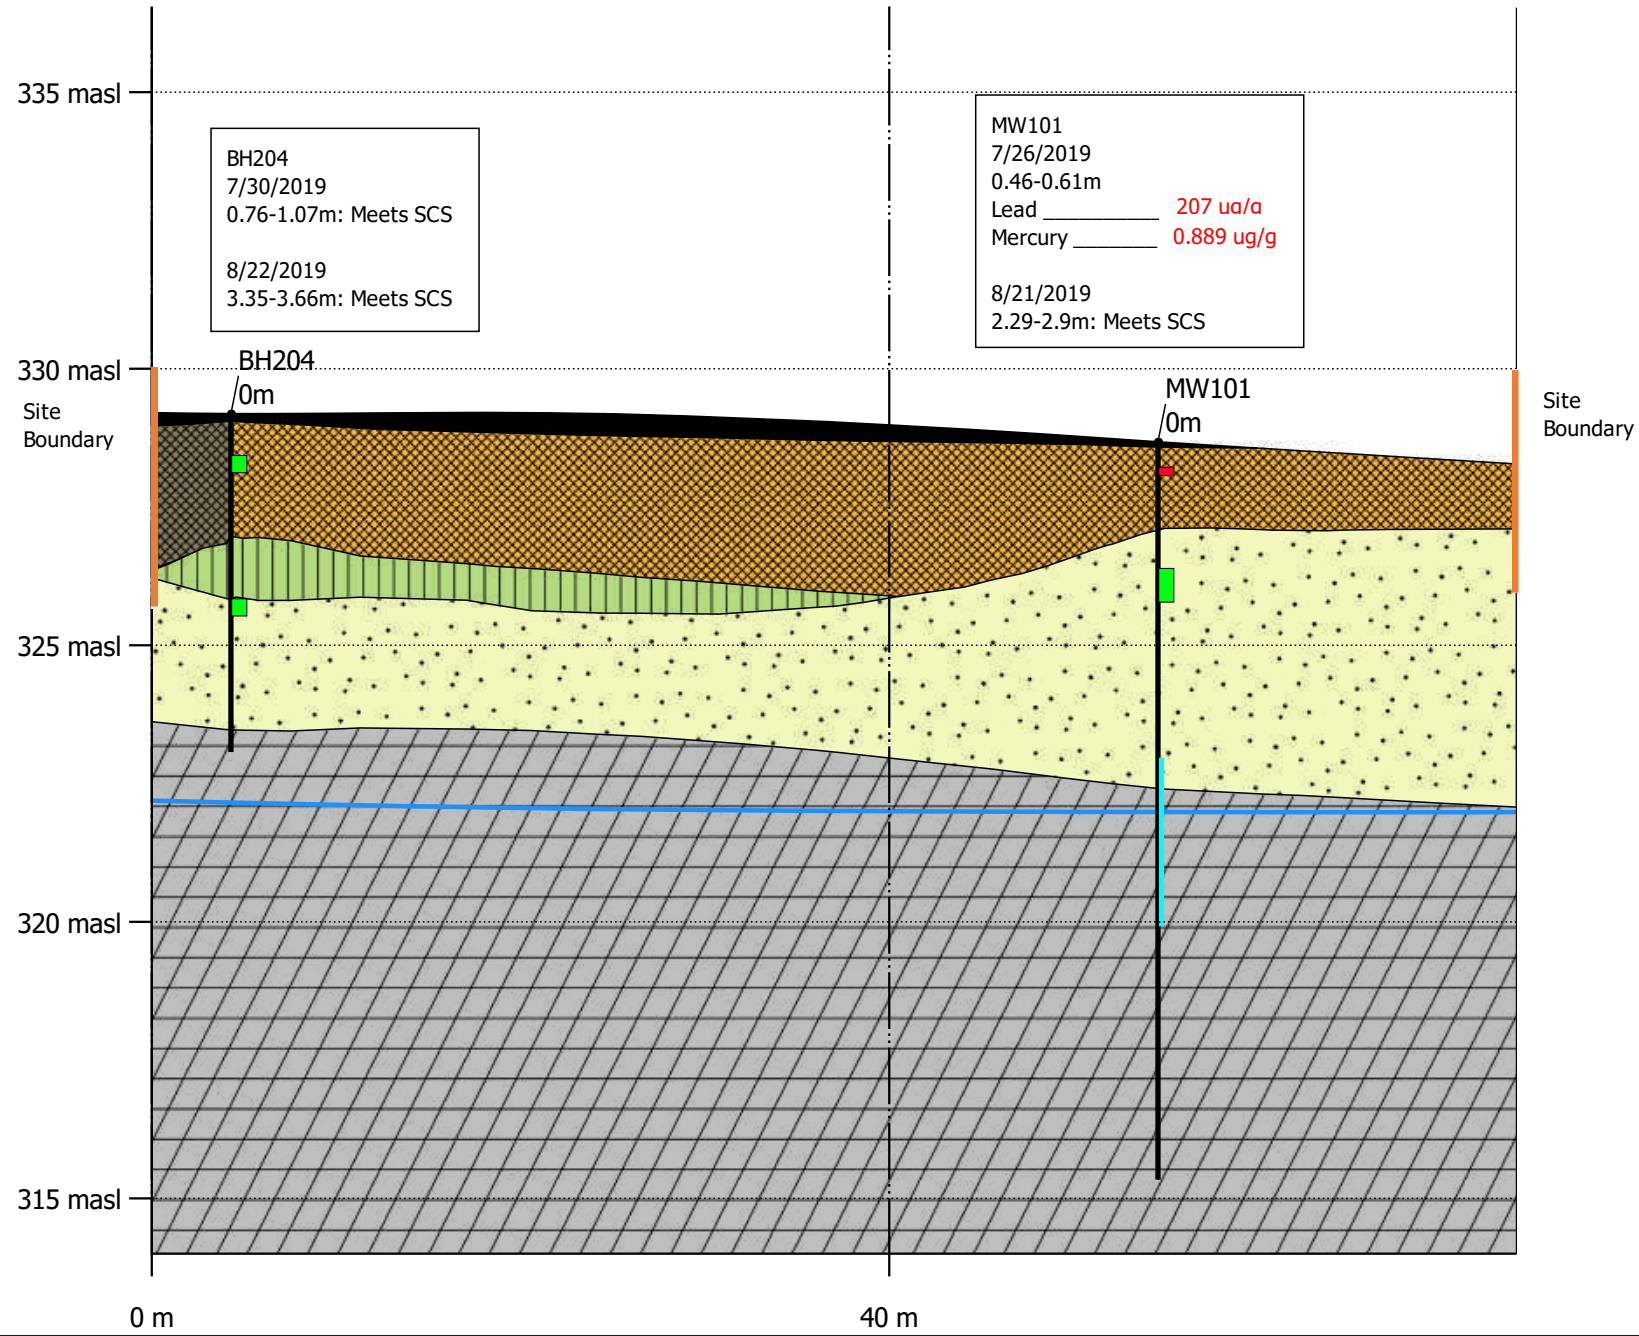 335 masl
BH204
7/30/2019
0.76-1.07m: Meets SCS
8/22/2019
3.35-3.66m: Meets SCS
MW101
7/26/2019
0.46-0.61m
Lead __________ 207 ug/g
Mercury _______ 0.889 ug/g
8/21/2019
2.29-2.9m: Meets SCS
330 masl
BH204
0m
MW101
0m
Site
Boundary
Site
Boundary
325 masl
320 masl
315 masl
0 m
40 m